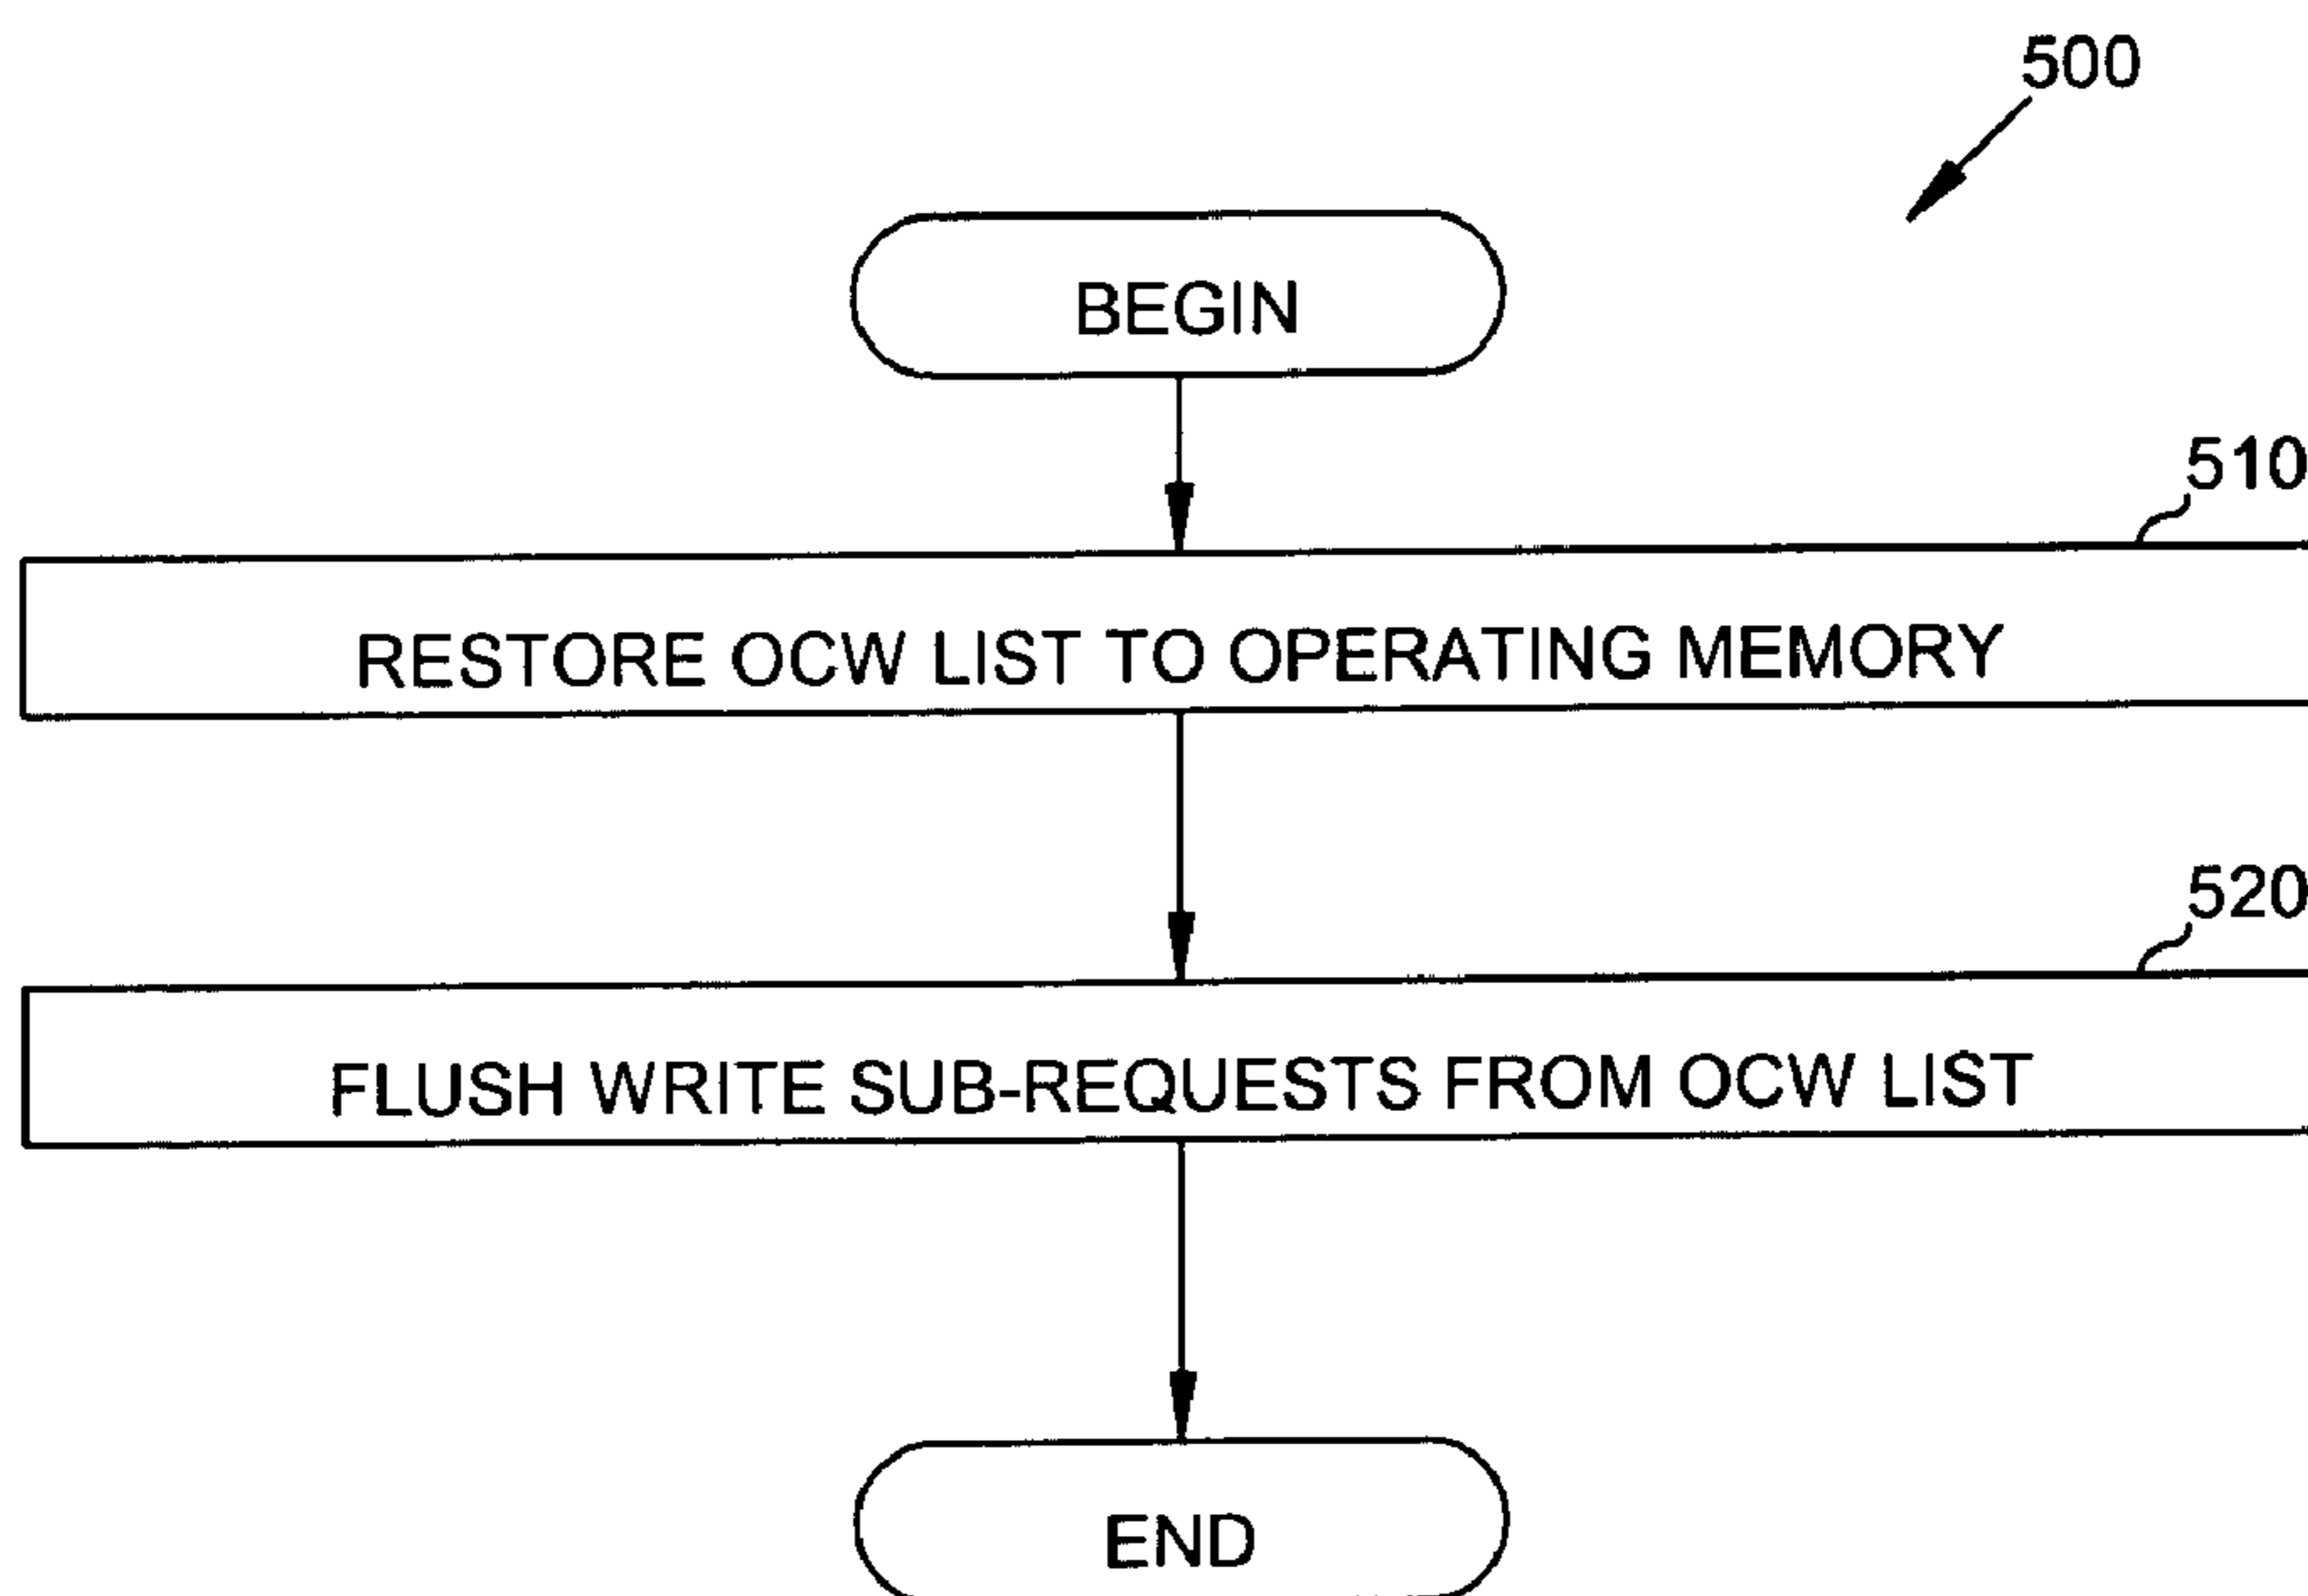 500
BEGIN
510
RESTORE OCW LIST TO OPERATING MEMORY
520
FLUSH WRITE SUB-REQUESTS FROM OCW LIST
END